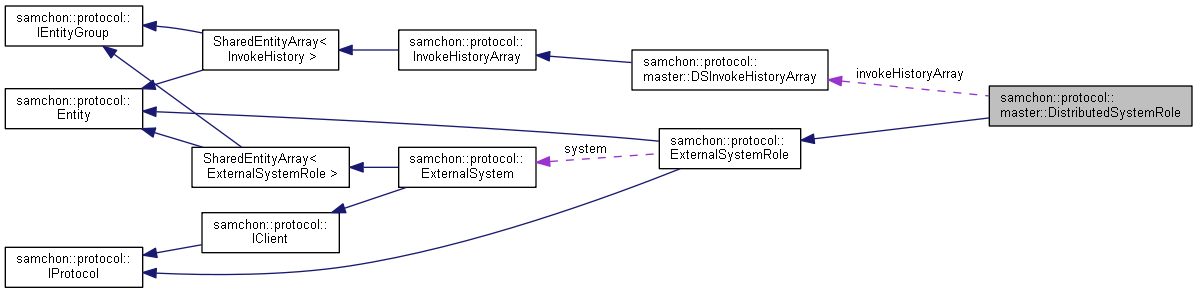 samchon::protocol::
IEntityGroup
SharedEntityArray<
InvokeHistory >
samchon::protocol::
InvokeHistoryArray
samchon::protocol::
master::DSInvokeHistoryArray
invokeHistoryArray
samchon::protocol::
master::DistributedSystemRole
samchon::protocol::
Entity
SharedEntityArray<
ExternalSystemRole >
samchon::protocol::
ExternalSystem
system
samchon::protocol::
ExternalSystemRole
samchon::protocol::
IClient
samchon::protocol::
IProtocol